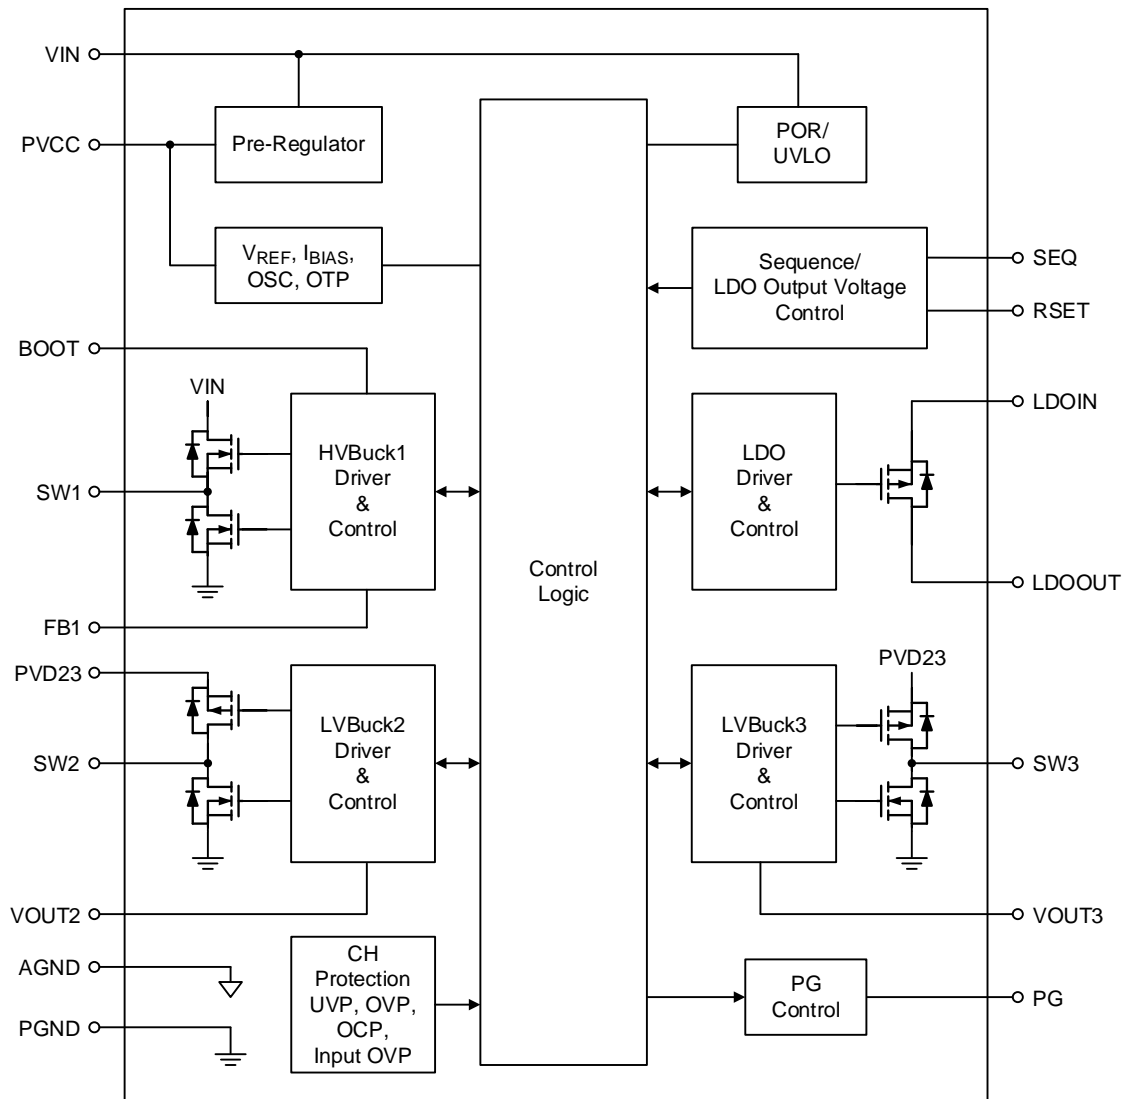 VIN
PVCC
Pre-Regulator
POR/
UVLO
VREF, IBIAS,
OSC, OTP
Sequence/
LDO Output Voltage
Control
SEQ
RSET
BOOT
VIN
SW1
HVBuck1
Driver
&
Control
FB1
Control
Logic
LDO
Driver
&
Control
LDOIN
LDOOUT
PVD23
SW2
LVBuck2
Driver
&
Control
VOUT2
LVBuck3
Driver
&
Control
PVD23
SW3
VOUT3
AGND
PGND
CH
Protection
UVP, OVP,
OCP,
Input OVP
PG
Control
PG